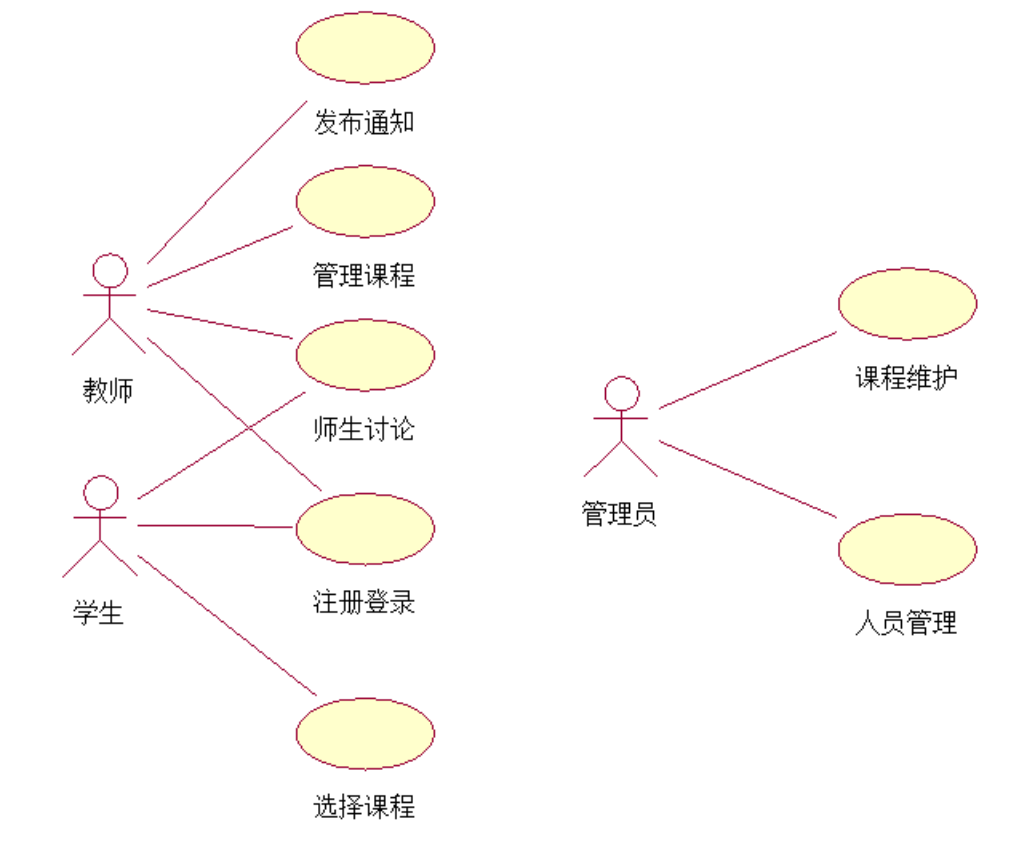 发布通知
管理课程
教师
师生讨论
学生
注册登录
选择课程
课程维护
管理员
人员管理